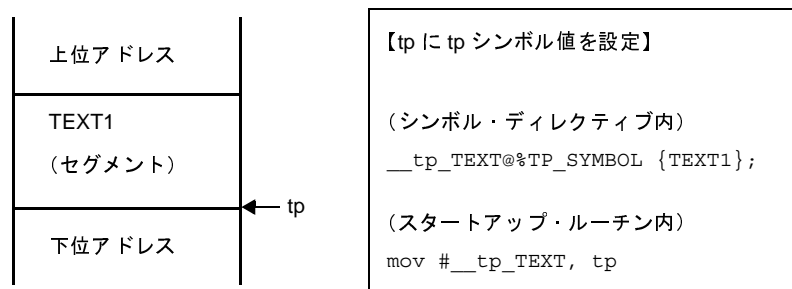 上位アドレス
TEXT1
(セグメント)
tp
下位アドレス
【tp に tp シンボル値を設定】
(シンボル・ディレクティブ内)
__tp_TEXT@%TP_SYMBOL {TEXT1};
(スタートアップ・ルーチン内)
mov #__tp_TEXT, tp